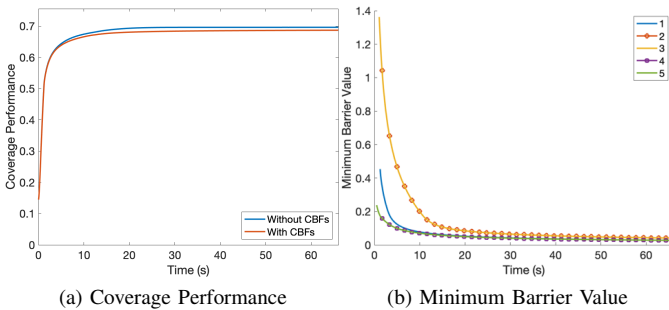 Coverage Performance
0.7
0.6
0.5
0.4
0.3
0.2
0.1
0
0 10 20 30 40 50 60
Time (s)
Without CBFs
With CBFs
(a) Coverage Performance
Minimum Barrier Value
1.4
1.2
1
0.8
0.6
0.4
0.2
0
0 10 20 30 40 50 60
Time (s)
1
2
3
4
5
(b) Minimum Barrier Value